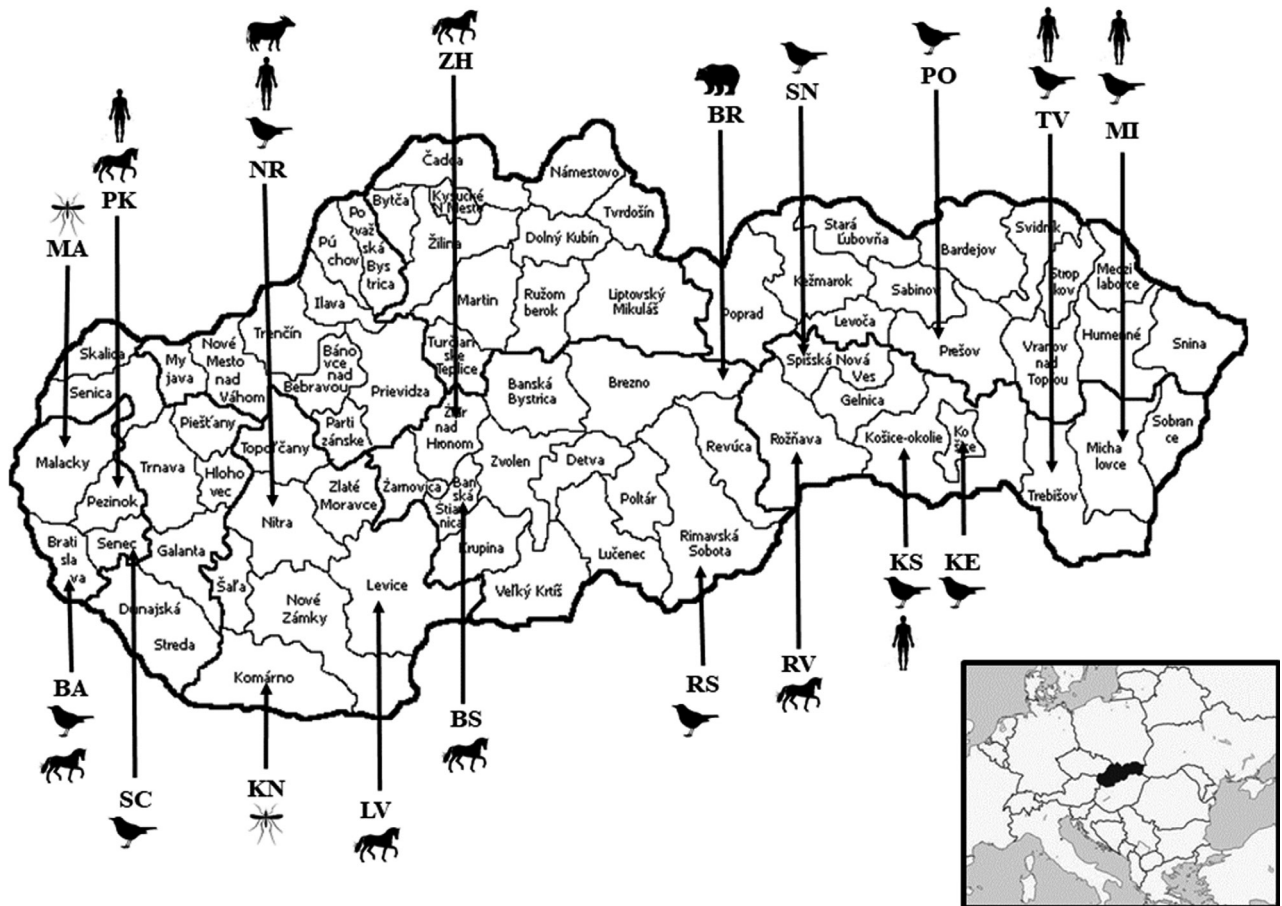 ZH
NR
BR
SN
PO
TV
MI
PK
MA
KS
KE
RV
RS
BS
LV
KN
SC
BA
Čadca
Námestovo
Bytča
Kysucké
N Mesto
Tvrdošín
Po
važ
ská
Bys
trica
Pú
chov
Žilina
Dolný Kubín
Ilava
Martin
Ružom
berok
Liptovský
Mikuláš
Poprad
Stará
Ľubovňa
Kežmarok
Bardejov
Sabinov
Svidník
Strop
kov
Medzi
laborce
Levoča
Prešov
Vranov
nad
Topľou
Humenné
Snina
Spišská Nová
Ves
Gelnica
Skalica
Senica
My
java
Nové
Mesto
nad
Váhom
Trenčín
Báno
vce nad
Bebravou
Prievidza
Turčian
ske
Teplice
Banská
Bystrica
Brezno
Piešťany
Topoľčany
Parti
zánske
Žiar
nad
Hronom
Revúca
Rožňava
Košice-okolie
Ko
šice
Micha
lovce
Sobran
ce
Trebišov
Malacky
Trnava
Hloho
vec
Zlaté
Moravce
Žarnovica
Ban
ská
Štia
nica
Zvolen
Detva
Poltár
Pezinok
Nitra
Brati
sla
va
Senec
Galanta
Šaľa
Levice
Krupina
Lučenec
Rimavská
Sobota
Veľký Krtíš
Dunajská
Streda
Nové
Zámky
Komárno